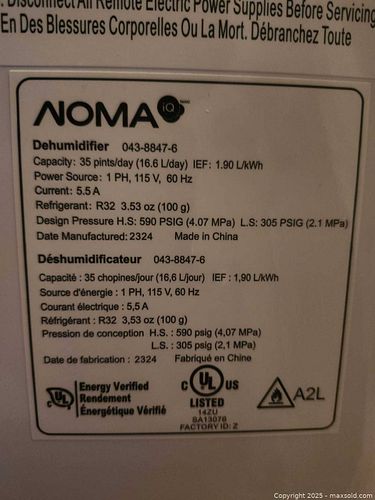 Disconnect All Remote Electric Power Supplies Before Servicing
En Des Blessures Corporelles Ou La Mort. Débranchez Toute
NOMA iQ
Dehumidifier 043-8847-6
Capacity: 35 pints/day (16.6 L/day) IEF: 1.90 L/kWh
Power Source: 1 PH, 115 V, 60 Hz
Current: 5.5 A
Refrigerant: R32 3.53 oz (100 g)
Design Pressure H.S: 590 PSIG (4.07 MPa) L.S: 305 PSIG (2.1 MPa)
Date Manufactured: 2324 Made in China
Déshumidificateur 043-8847-6
Capacité : 35 chopines/jour (16,6 L/jour) IEF : 1,90 L/kWh
Source d'énergie : 1 PH, 115 V, 60 Hz
Courant électrique : 5,5 A
Réfrigérant : R32 3,53 oz (100 g)
Pression de conception H.S. : 590 psig (4,07 MPa)
L.S. : 305 psig (2,1 MPa)
Date de fabrication : 2324 Fabriqué en Chine
c UL Energy Verified
Rendement
Énergétique Vérifié
C UL US
LISTED
14ZU
SA13078
FACTORY ID: Z
A2L
Copyright © 2025 - maxsold.com